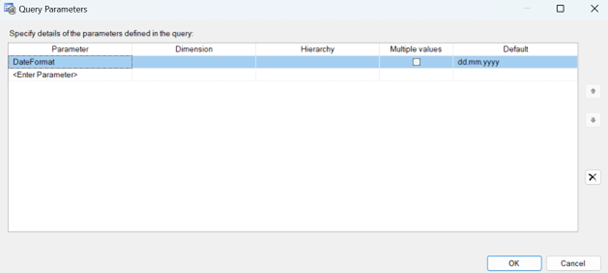 Query Parameters
Specify details of the parameters defined in the query:
Parameter Dimension Hierarchy Multiple values Default
DateFormat dd.mm.yyyy
<Enter Parameter>
OK Cancel